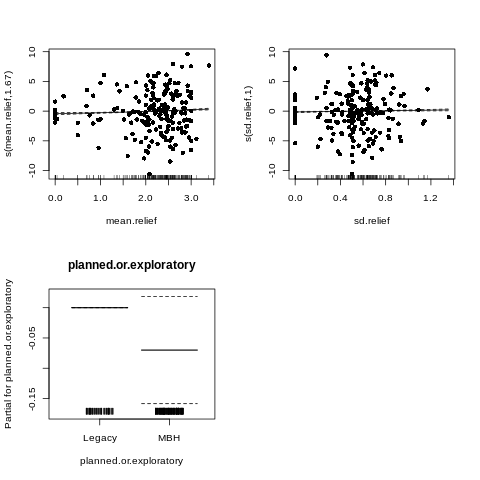 s(mean.relief,1.67)
10
5
0
-5
-10
0.0 1.0 2.0 3.0
mean.relief
s(sd.relief,1)
10
5
0
-5
-10
0.0 0.4 0.8 1.2
sd.relief
planned.or.exploratory
Partial for planned.or.exploratory
-0.05
-0.15
Legacy MBH
planned.or.exploratory